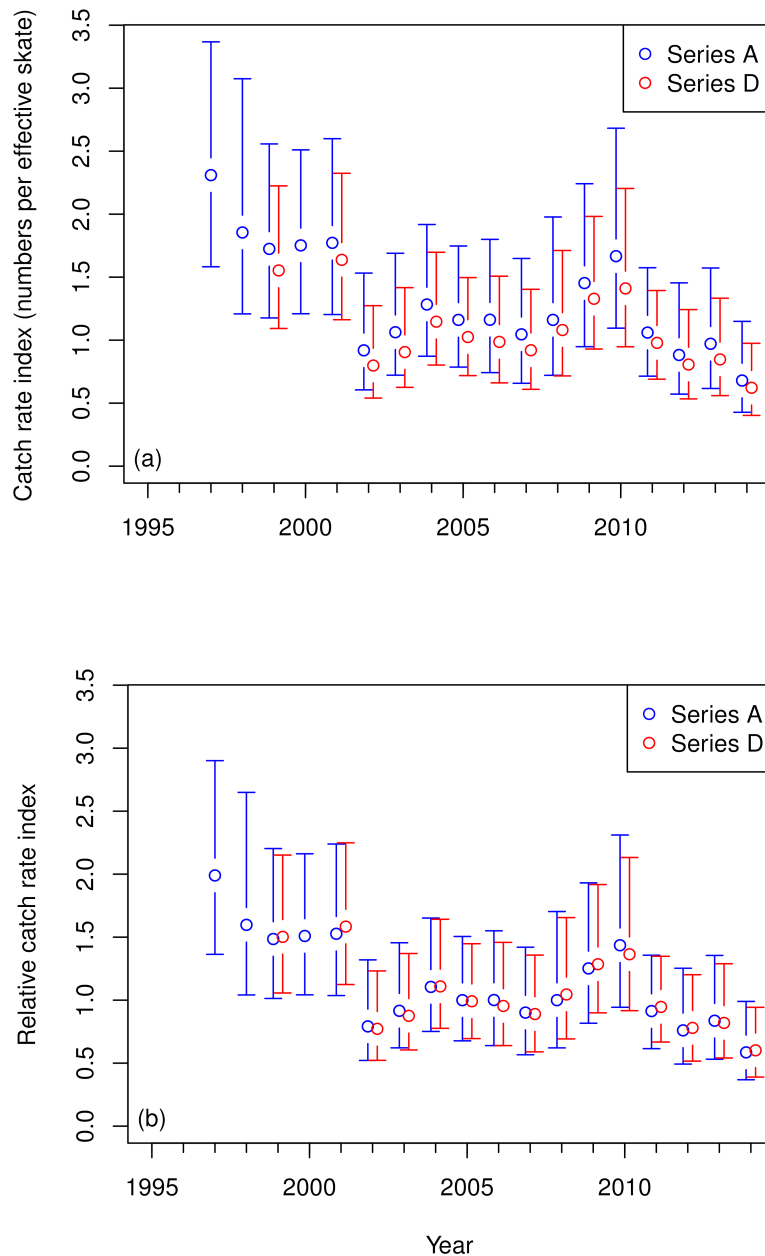 Catch rate index (numbers per effective skate)
3.5
3.0
2.5
2.0
1.5
1.0
0.5
0.0
Series A
Series D
(a)
1995 2000 2005 2010
Relative catch rate index
3.5
3.0
2.5
2.0
1.5
1.0
0.5
0.0
Series A
Series D
(b)
1995 2000 2005 2010
Year